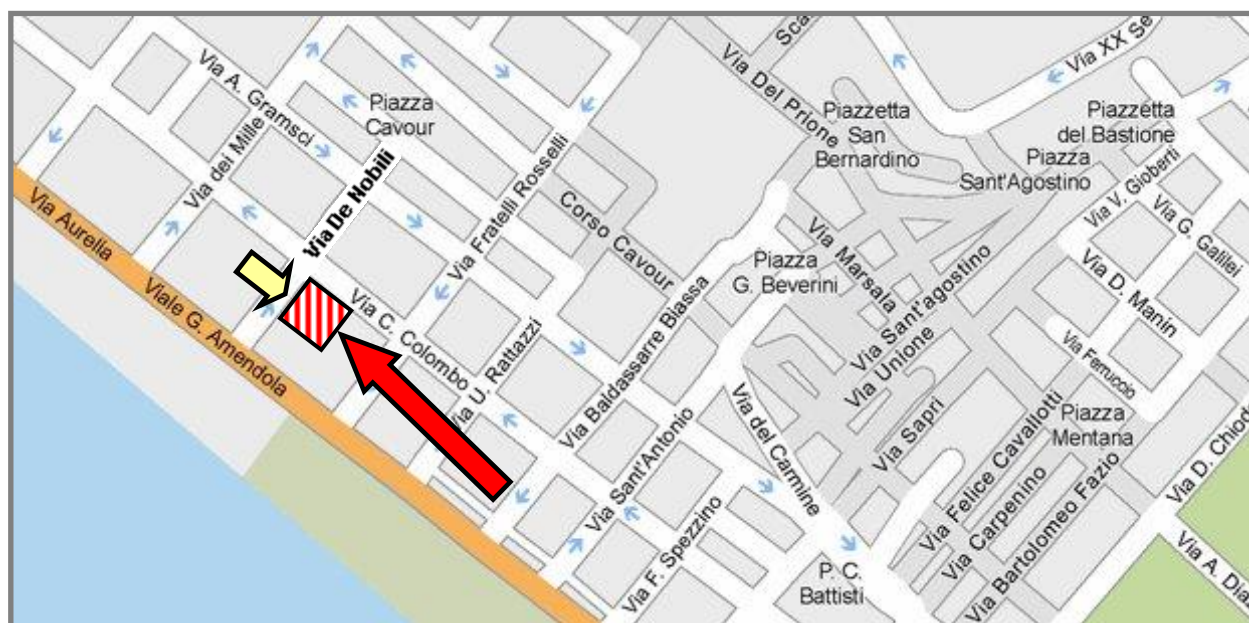 Via A. Gramsci
Piazza
Cavour
Via dei Mille
Via De Nobili
Via Aurelia
Viale G. Amendola
Via C. Colombo
Via Fratelli Rosselli
Corso Cavour
Via U. Rattazzi
Via Baldassarre Biassa
Via Sant'Antonio
Via F. Spezzino
Via Del Prione
Sca
Piazzetta
San
Bernardino
Via XX Se
Piazzetta
del Bastione
Piazza
Sant'Agostino
Via V. Gioberti
Via G. Galilei
Via D. Manin
Via Marsala
Piazza
G. Beverini
Via Sant'agostino
Via Unione
Via Ferruccio
Piazza
Mentana
Via Sapri
Via del Carmine
Via Felice Cavallotti
Via Carpenino
Via Bartolomeo Fazio
Via D. Chiod
Via A. Dia
P. C.
Battisti